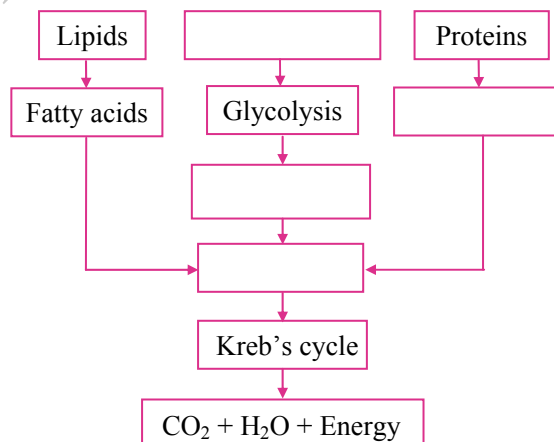 Lipids
Proteins
Fatty acids
Glycolysis
Kreb’s cycle
CO₂ + H₂O + Energy